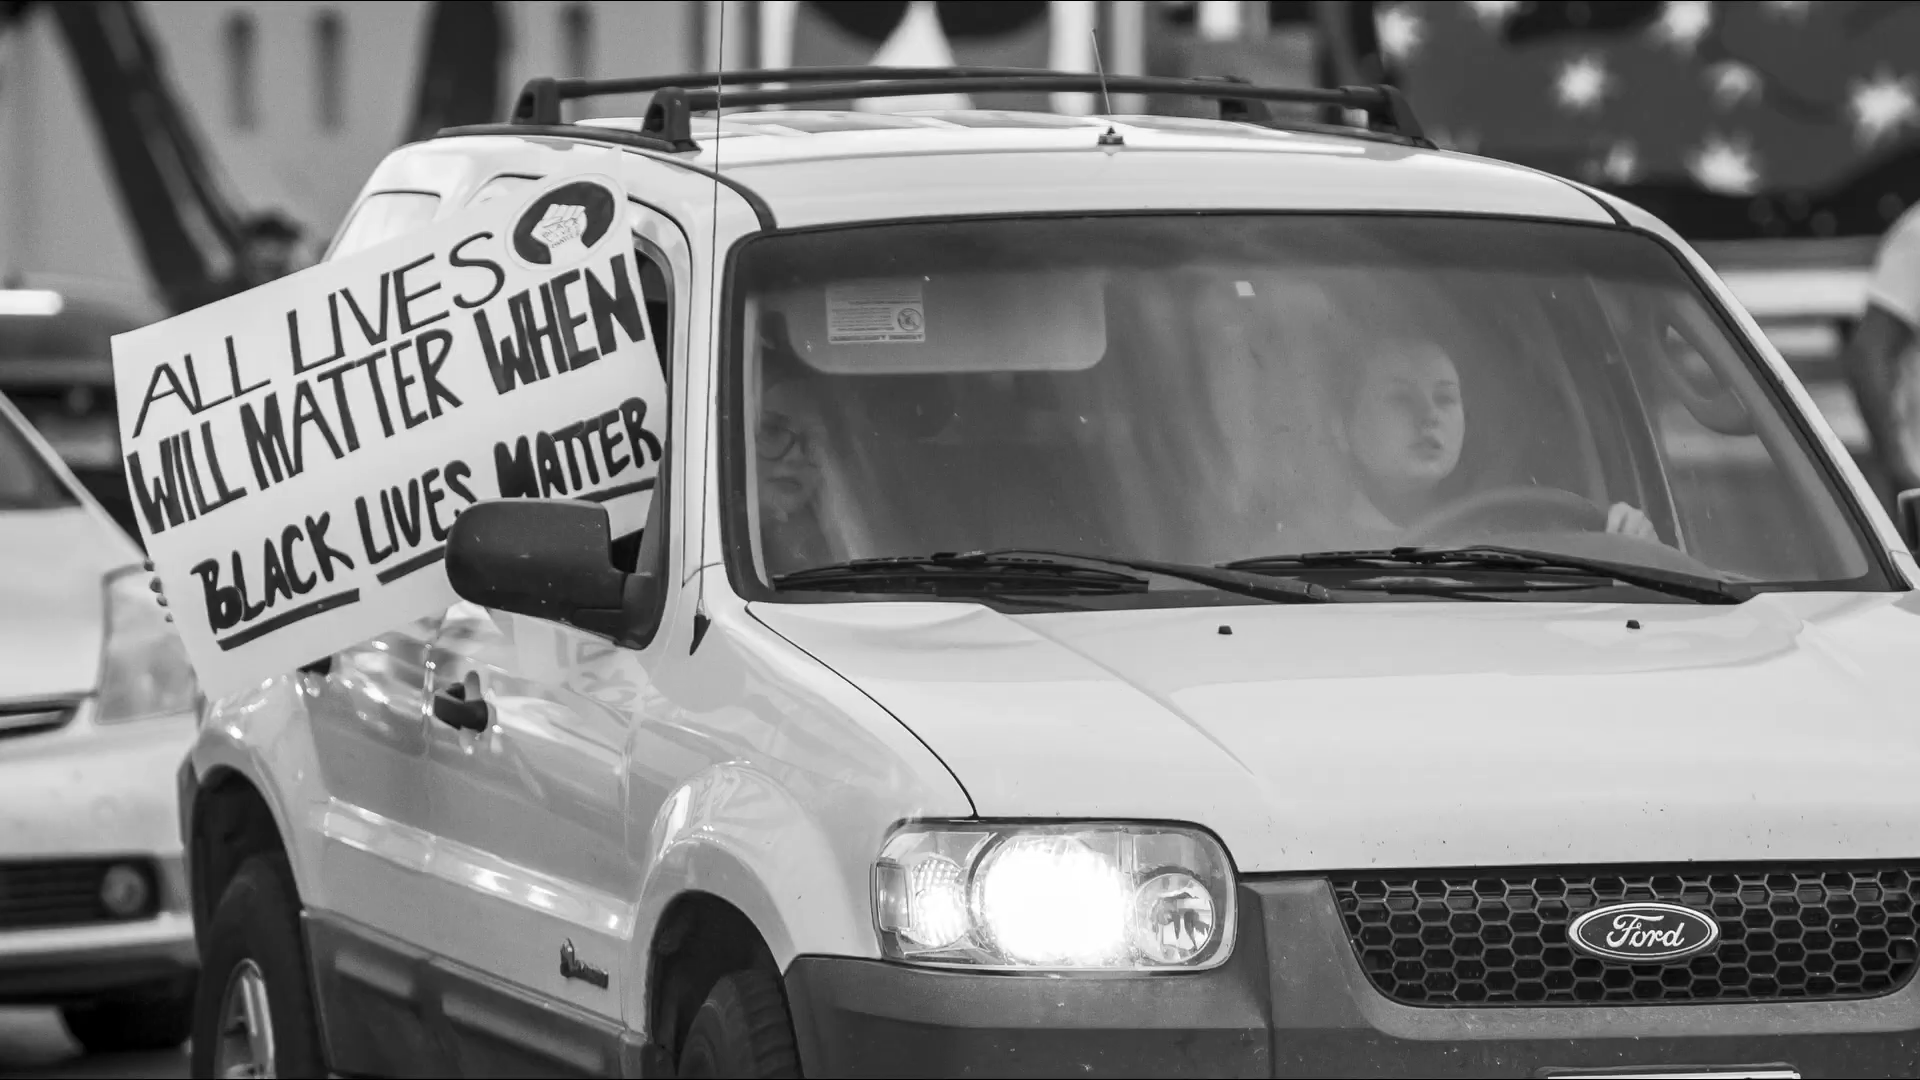 ALL LIVES
WILL MATTER WHEN
BLACK LIVES MATTER
Ford